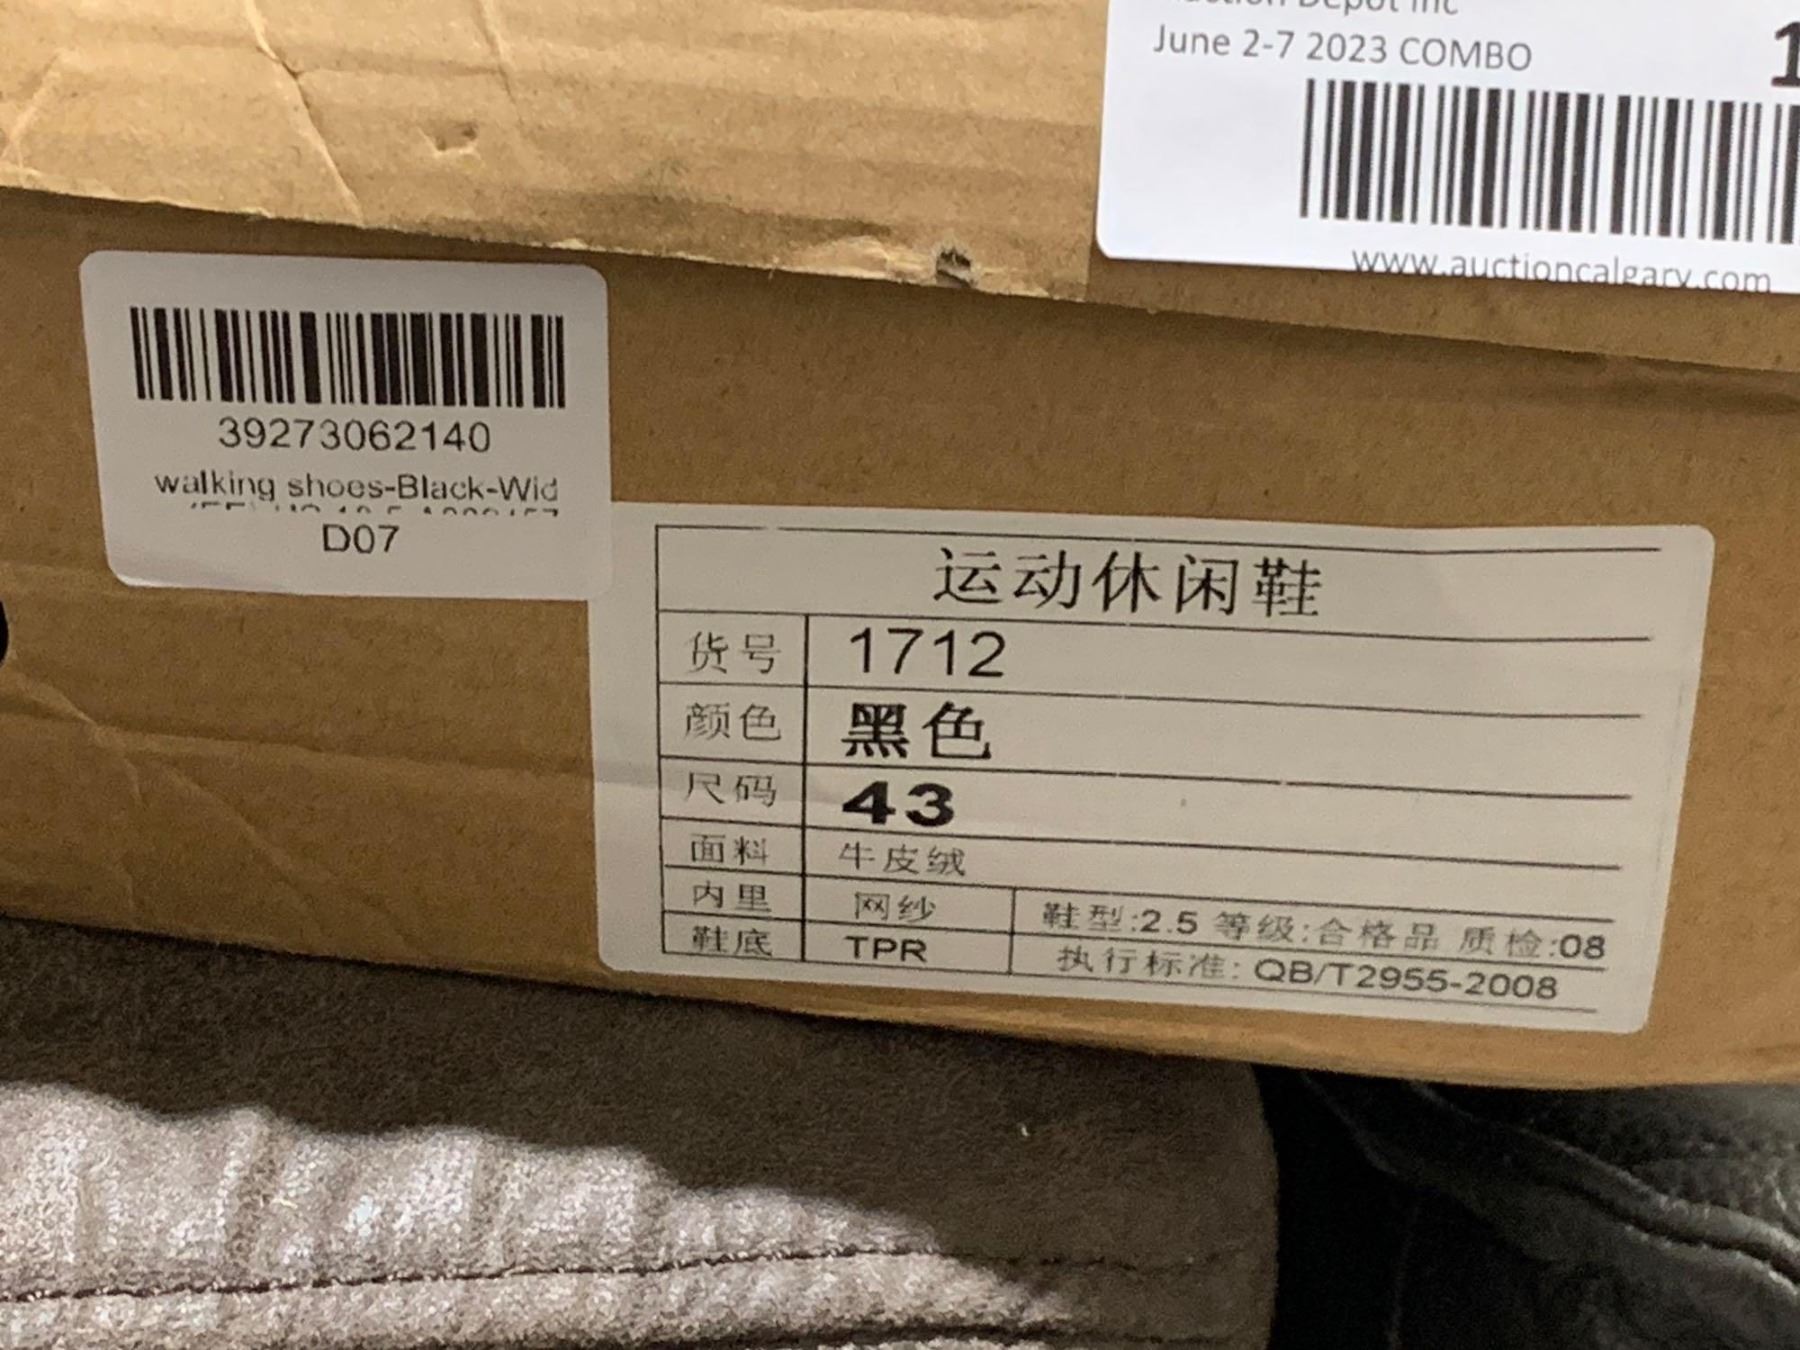 Depot Inc
June 2-7 2023 COMBO
www.auctioncalgary.com
39273062140
walking shoes-Black-Wid
D07
运动休闲鞋
货号 1712
颜色 黑色
尺码 43
面料 牛皮绒
内里 网纱 鞋型:2.5 等级:合格品 质检:08
鞋底 TPR 执行标准: QB/T2955-2008